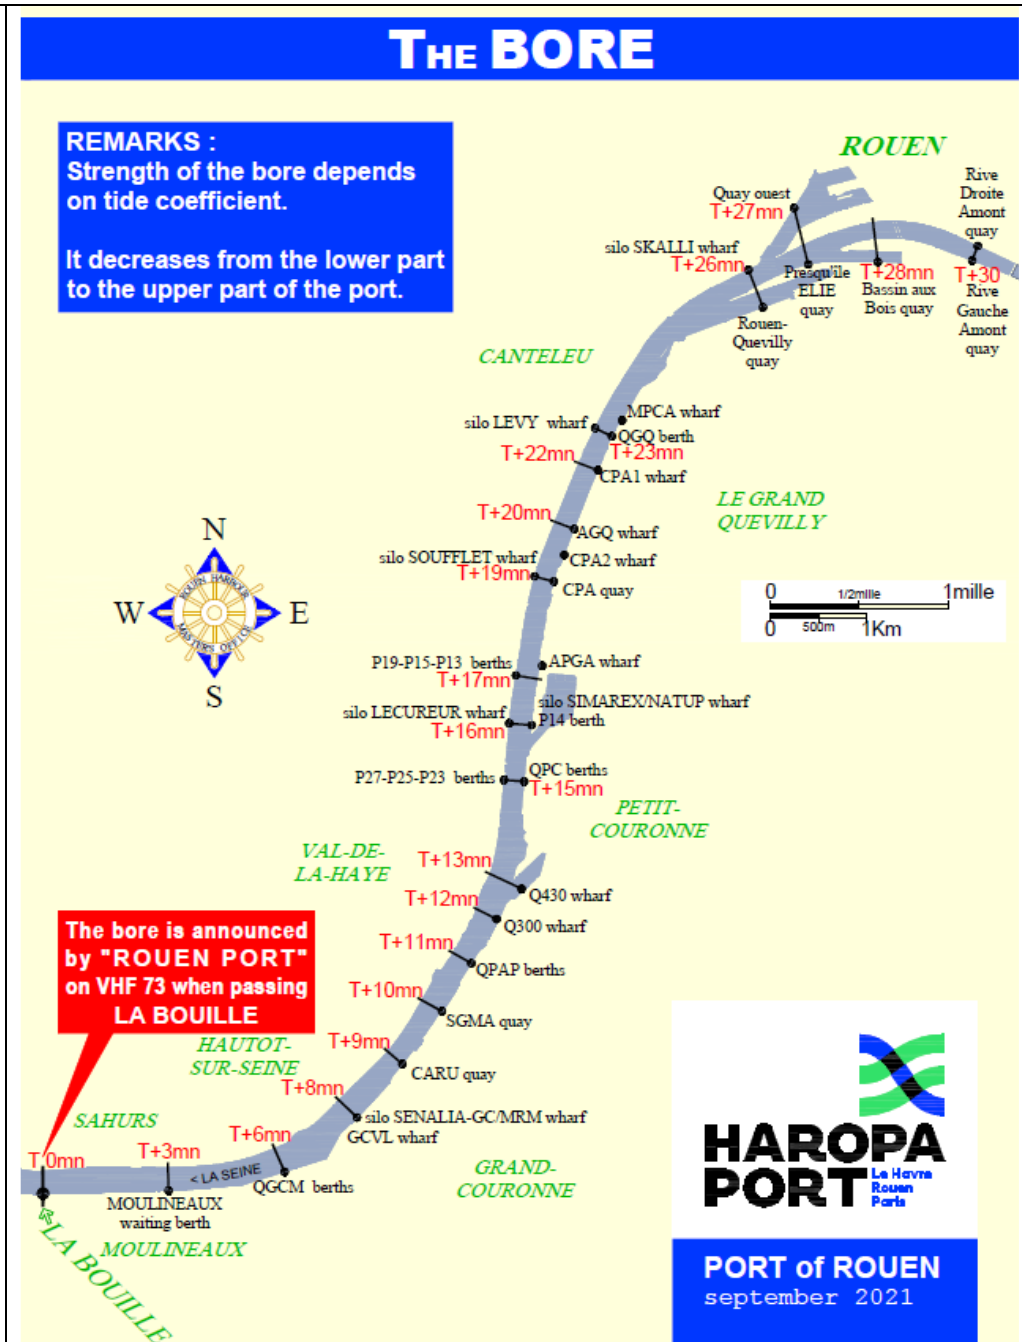 THE BORE
REMARKS :
Strength of the bore depends
on tide coefficient.
It decreases from the lower part
to the upper part of the port.
ROUEN
Rive
Droite
Amont
quay
Quay ouest
T+27mn
silo SKALLI wharf
T+26mn
Presqu'île
ELIE
quay
T+28mn
Bassin aux
Bois quay
T+30
Rive
Gauche
Amont
quay
Rouen-
Quevilly
quay
CANTELEU
MPCA wharf
silo LEVY wharf
QGQ berth
T+22mn
T+23mn
CPA1 wharf
LE GRAND
QUEVILLY
T+20mn
AGQ wharf
silo SOUFFLET wharf
CPA2 wharf
T+19mn
CPA quay
N
W
E
S
ROUEN HARBOUR
MASTER'S OFFICE
0
1/2mille
1mille
0
500m
1Km
P19-P15-P13 berths
APGA wharf
T+17mn
silo SIMAREX/NATUP wharf
silo LECUREUR wharf
P14 berth
T+16mn
P27-P25-P23 berths
QPC berths
T+15mn
PETIT-
COURONNE
VAL-DE-
LA-HAYE
T+13mn
Q430 wharf
T+12mn
Q300 wharf
T+11mn
QPAP berths
T+10mn
SGMA quay
The bore is announced
by "ROUEN PORT"
on VHF 73 when passing
LA BOUILLE
HAUTOT-
SUR-SEINE
T+9mn
CARU quay
T+8mn
silo SENALIA-GC/MRM wharf
GCVL wharf
SAHURS
T+6mn
T 0mn
T+3mn
< LA SEINE
QGCM berths
GRAND-
COURONNE
MOULINEAUX
waiting berth
MOULINEAUX
LA BOUILLE
HAROPA
PORT
Le Havre
Rouen
Paris
PORT of ROUEN
september 2021